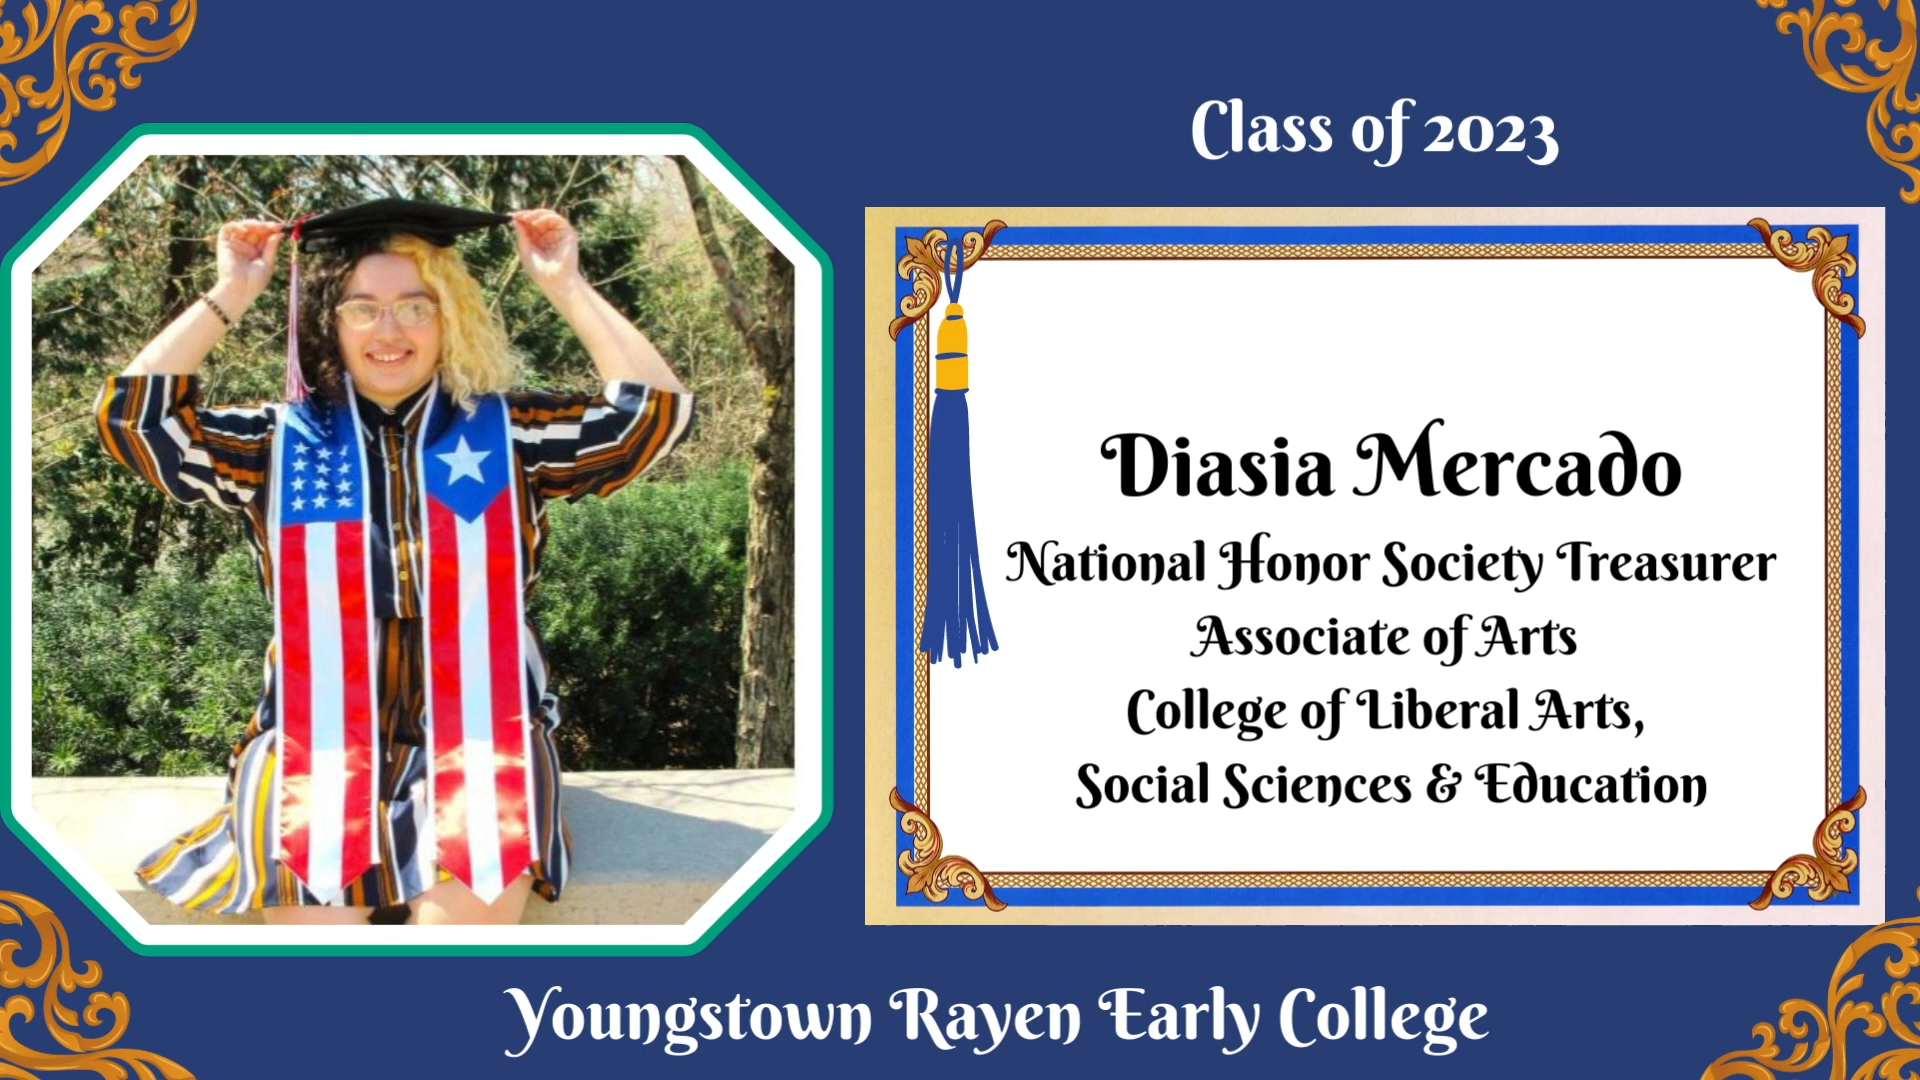 Class of 2023
Diasia Mercado
National Honor Society Treasurer
Associate of Arts
College of Liberal Arts,
Social Sciences & Education
Youngstown Rayen Early College